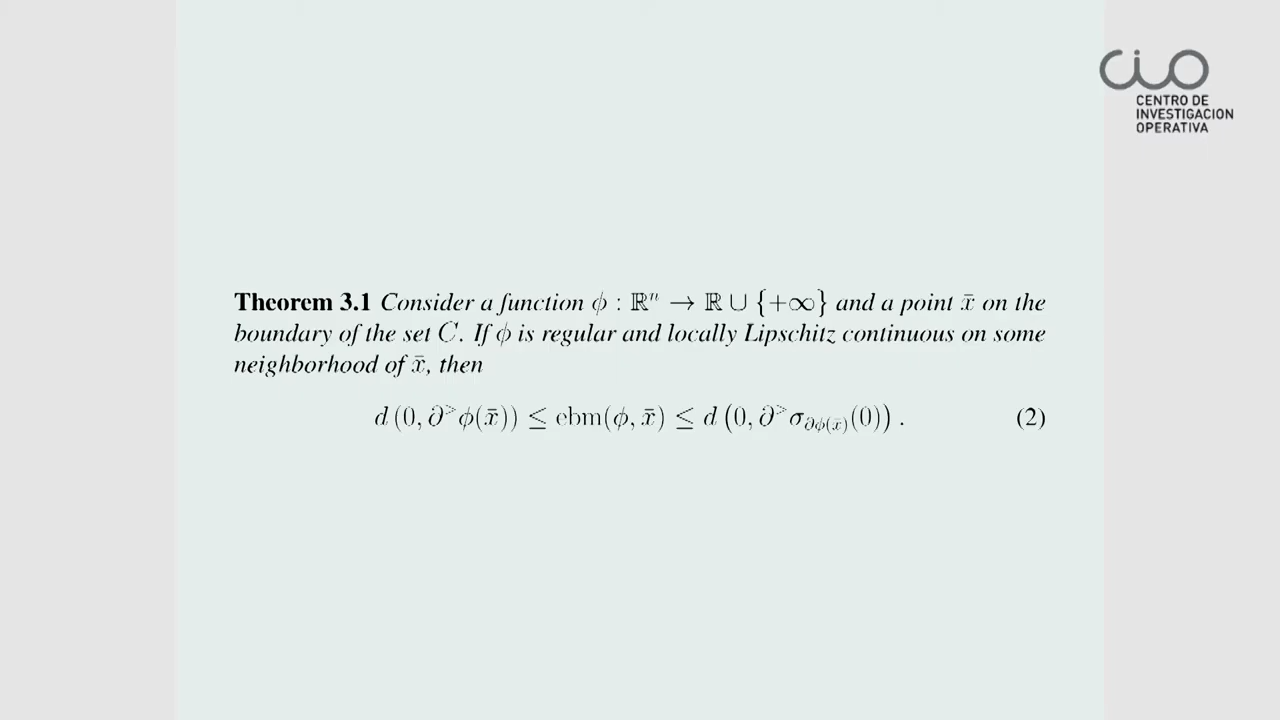 CIO
CENTRO DE
INVESTIGACION
OPERATIVA
Theorem 3.1 Consider a function ϕ : ℝⁿ → ℝ ∪ {+∞} and a point x̄ on the
boundary of the set C. If ϕ is regular and locally Lipschitz continuous on some
neighborhood of x̄, then
d (0, ∂^> ϕ(x̄)) ≤ ebm(ϕ, x̄) ≤ d (0, ∂^> σ_{∂ϕ(x̄)}(0)) . (2)